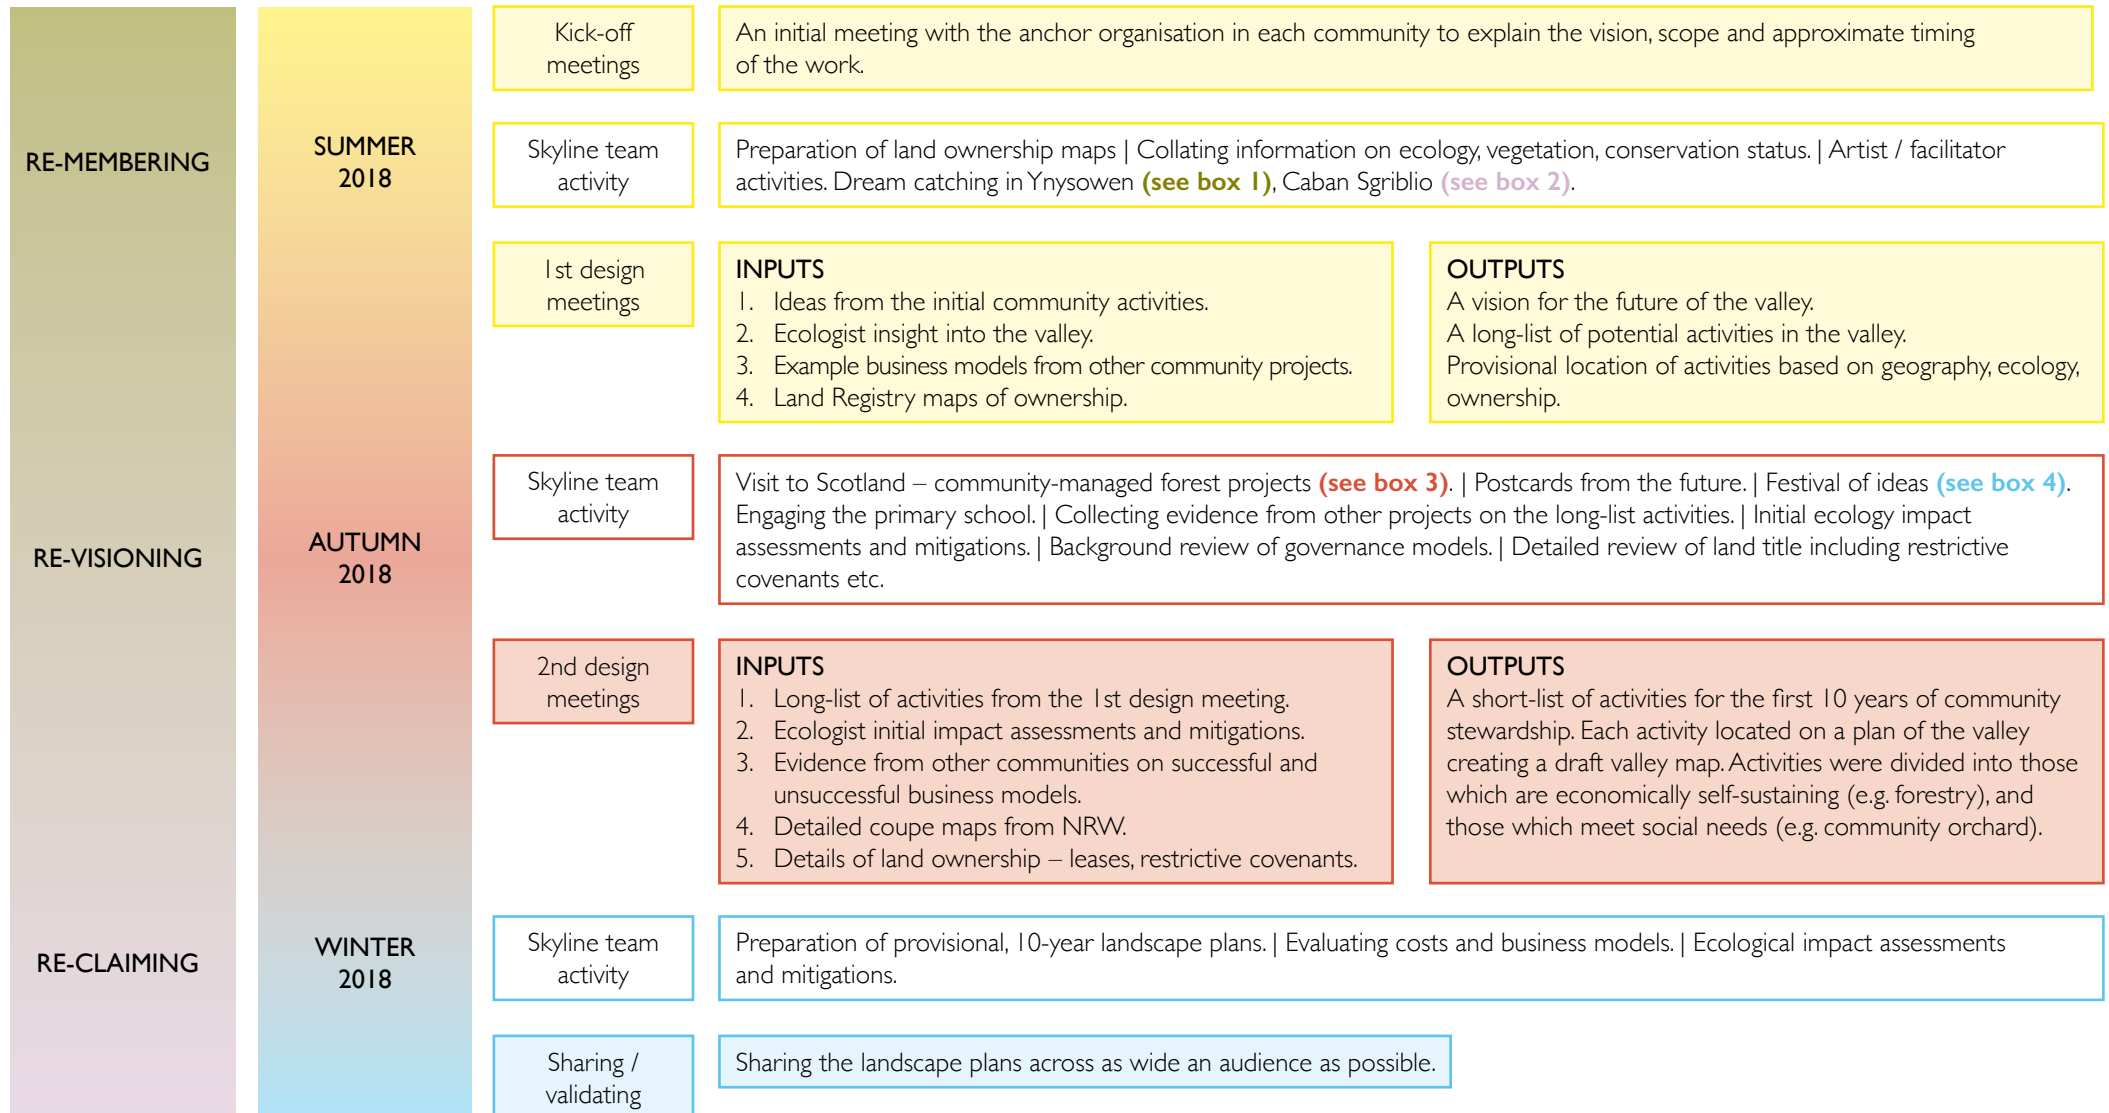 RE-MEMBERING
RE-VISIONING
RE-CLAIMING
SUMMER
2018
AUTUMN
2018
WINTER
2018
Kick-off
meetings
An initial meeting with the anchor organisation in each community to explain the vision, scope and approximate timing
of the work.
Skyline team
activity
Preparation of land ownership maps | Collating information on ecology, vegetation, conservation status. | Artist / facilitator
activities. Dream catching in Ynysowen (see box 1), Caban Sgriblio (see box 2).
1st design
meetings
INPUTS
1. Ideas from the initial community activities.
2. Ecologist insight into the valley.
3. Example business models from other community projects.
4. Land Registry maps of ownership.
OUTPUTS
A vision for the future of the valley.
A long-list of potential activities in the valley.
Provisional location of activities based on geography, ecology,
ownership.
Skyline team
activity
Visit to Scotland – community-managed forest projects (see box 3). | Postcards from the future. | Festival of ideas (see box 4).
Engaging the primary school. | Collecting evidence from other projects on the long-list activities. | Initial ecology impact
assessments and mitigations. | Background review of governance models. | Detailed review of land title including restrictive
covenants etc.
2nd design
meetings
INPUTS
1. Long-list of activities from the 1st design meeting.
2. Ecologist initial impact assessments and mitigations.
3. Evidence from other communities on successful and
unsuccessful business models.
4. Detailed coupe maps from NRW.
5. Details of land ownership – leases, restrictive covenants.
OUTPUTS
A short-list of activities for the first 10 years of community
stewardship. Each activity located on a plan of the valley
creating a draft valley map. Activities were divided into those
which are economically self-sustaining (e.g. forestry), and
those which meet social needs (e.g. community orchard).
Skyline team
activity
Preparation of provisional, 10-year landscape plans. | Evaluating costs and business models. | Ecological impact assessments
and mitigations.
Sharing /
validating
Sharing the landscape plans across as wide an audience as possible.